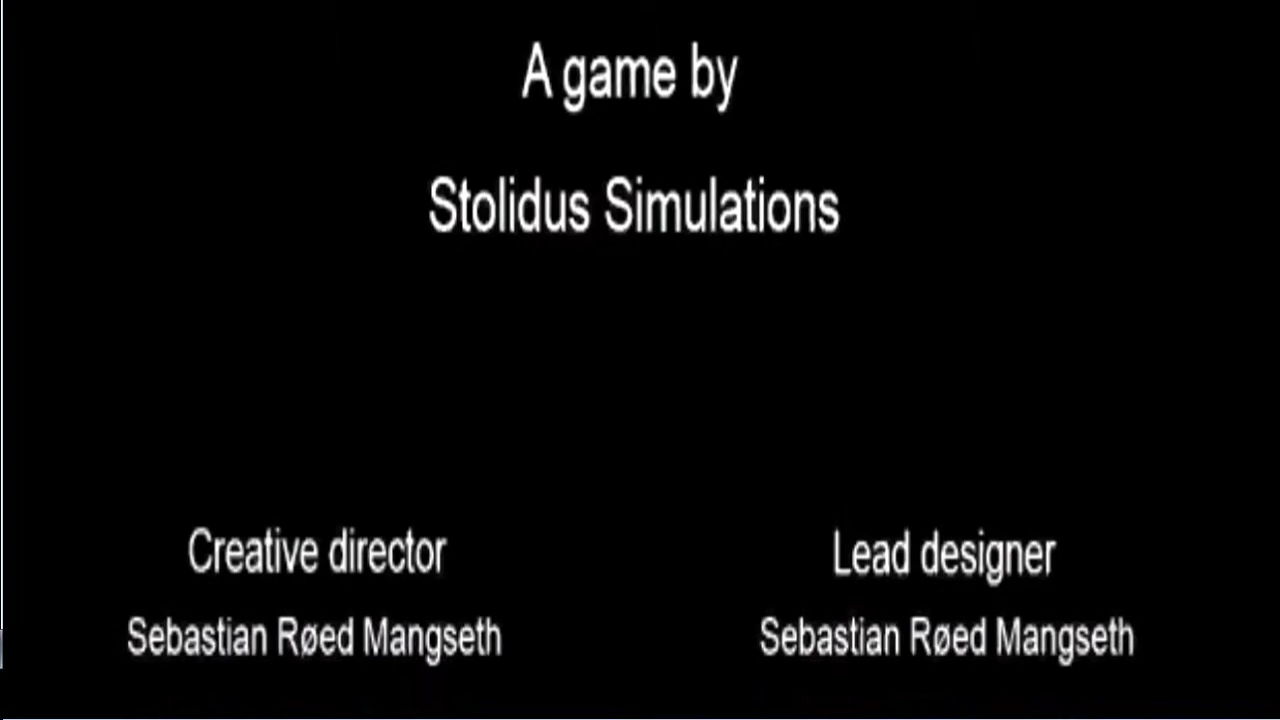 A game by
Stolidus Simulations
Creative director
Lead designer
Sebastian Røed Mangseth
Sebastian Røed Mangseth